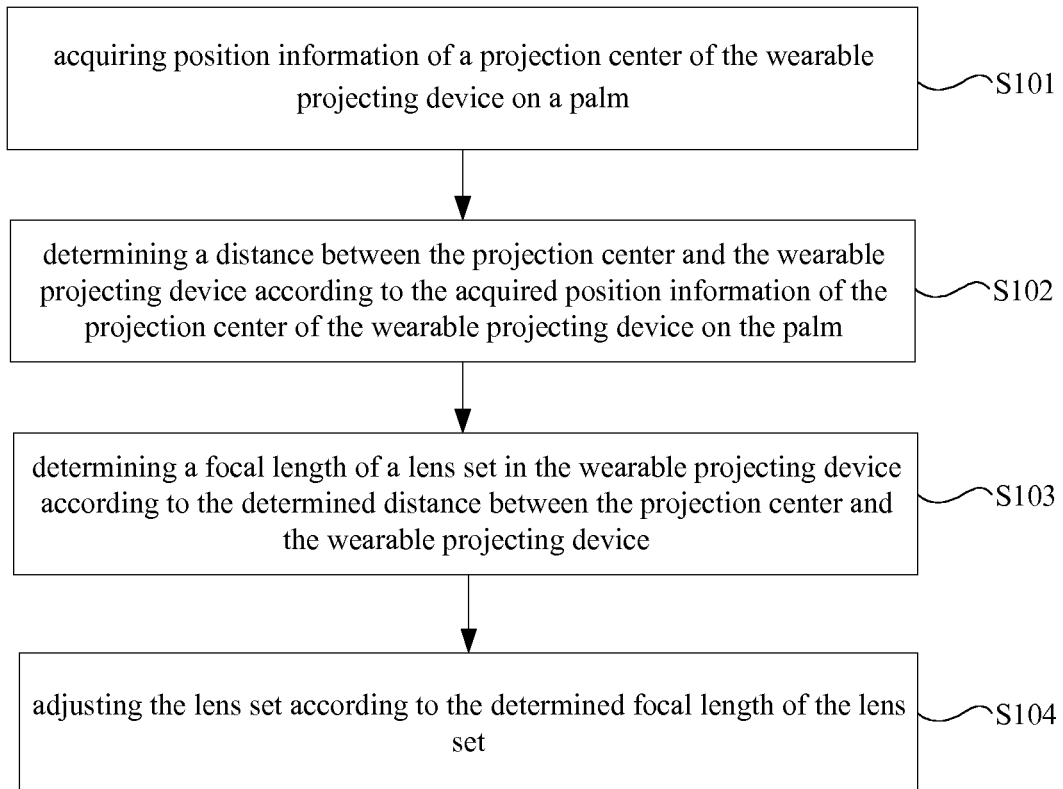 acquiring position information of a projection center of the wearable
projecting device on a palm
S101
determining a distance between the projection center and the wearable
projecting device according to the acquired position information of the
projection center of the wearable projecting device on the palm
S102
determining a focal length of a lens set in the wearable projecting device
according to the determined distance between the projection center and
the wearable projecting device
S103
adjusting the lens set according to the determined focal length of the lens
set
S104